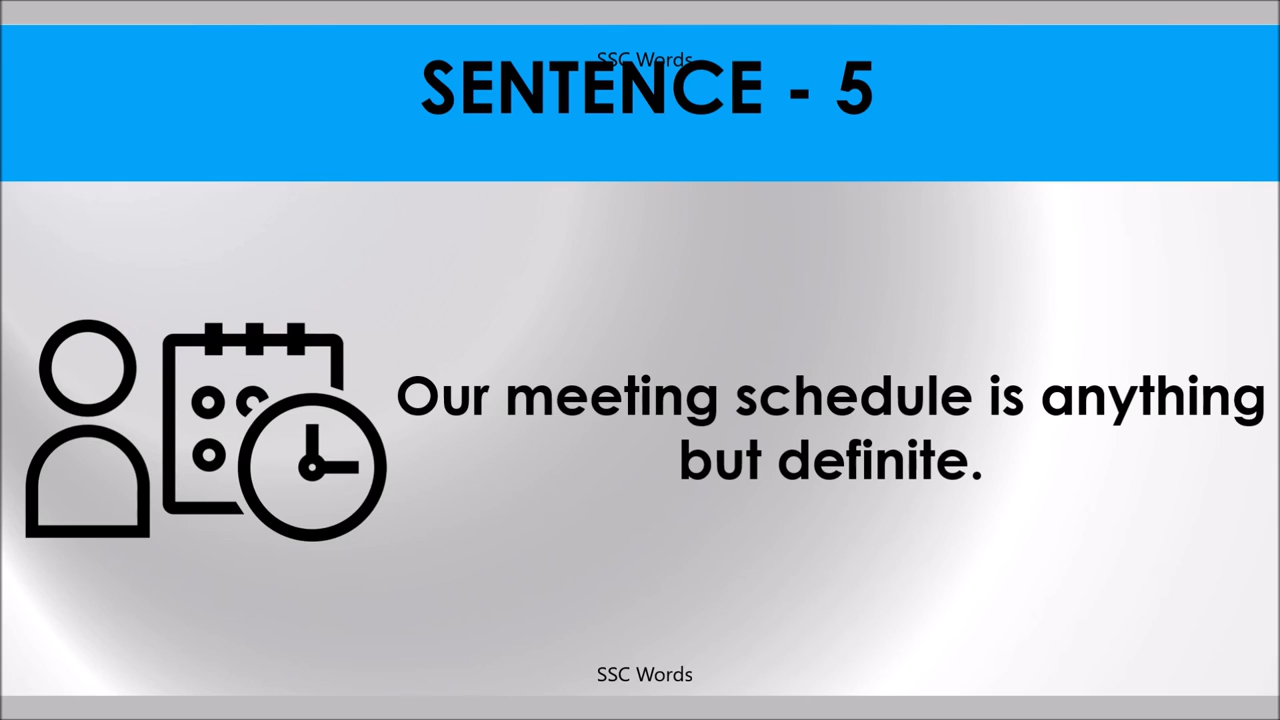 SSC Words
SENTENCE - 5
Our meeting schedule is anything
but definite.
SSC Words